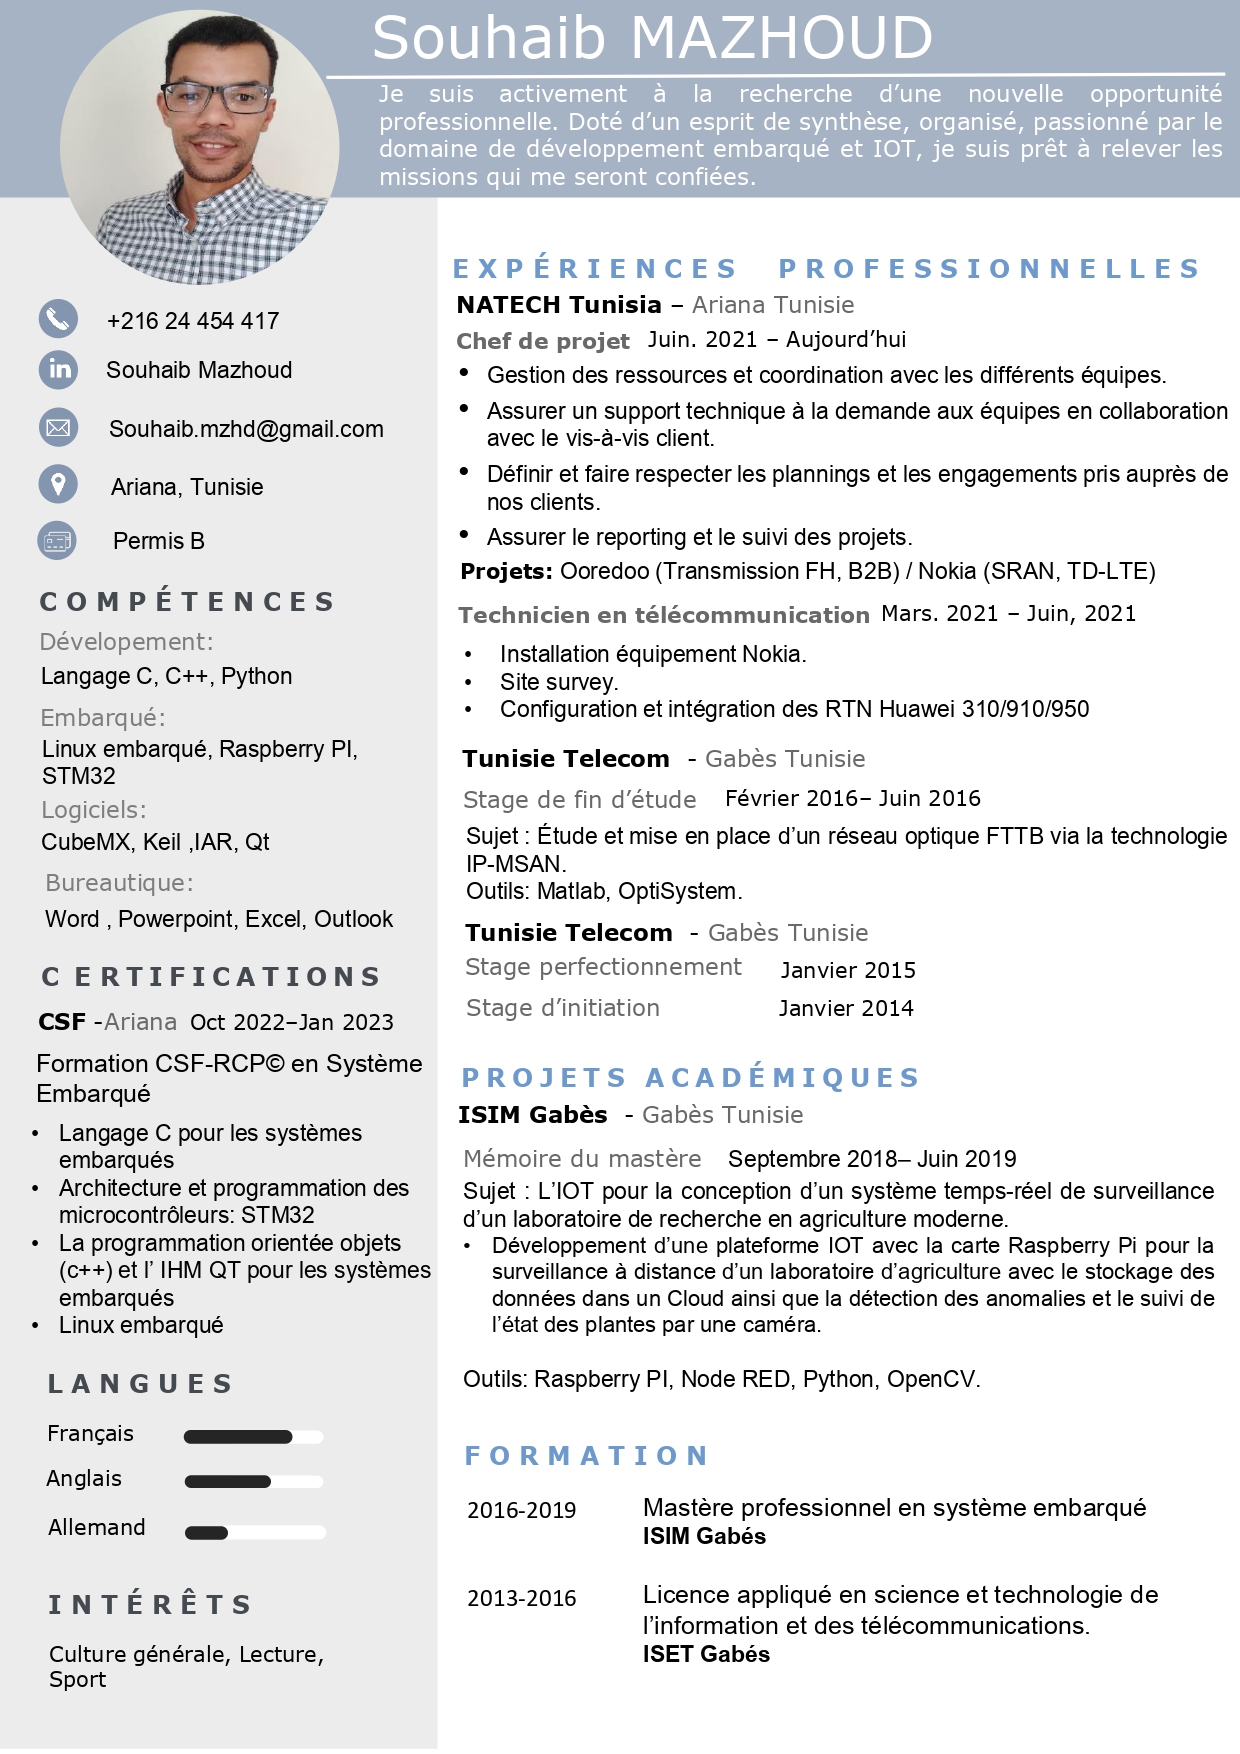 Souhaib MAZHOUD
Je suis activement à la recherche d’une nouvelle opportunité
professionnelle. Doté d’un esprit de synthèse, organisé, passionné par le
domaine de développement embarqué et IOT, je suis prêt à relever les
missions qui me seront confiées.
+216 24 454 417
in
Souhaib Mazhoud
Souhaib.mzhd@gmail.com
Ariana, Tunisie
Permis B
COMPÉTENCES
Dévelopement:
Langage C, C++, Python
Embarqué:
Linux embarqué, Raspberry PI,
STM32
Logiciels:
CubeMX, Keil ,IAR, Qt
Bureautique:
Word , Powerpoint, Excel, Outlook
C ERTIFICATIONS
CSF -Ariana Oct 2022–Jan 2023
Formation CSF-RCP© en Système
Embarqué
• Langage C pour les systèmes
embarqués
• Architecture et programmation des
microcontrôleurs: STM32
• La programmation orientée objets
(c++) et l’ IHM QT pour les systèmes
embarqués
• Linux embarqué
LANGUES
Français
Anglais
Allemand
INTÉRÊTS
Culture générale, Lecture,
Sport
EXPÉRIENCES PROFESSIONNELLES
NATECH Tunisia – Ariana Tunisie
Chef de projet Juin. 2021 – Aujourd’hui
• Gestion des ressources et coordination avec les différents équipes.
• Assurer un support technique à la demande aux équipes en collaboration
avec le vis-à-vis client.
• Définir et faire respecter les plannings et les engagements pris auprès de
nos clients.
• Assurer le reporting et le suivi des projets.
Projets: Ooredoo (Transmission FH, B2B) / Nokia (SRAN, TD-LTE)
Technicien en télécommunication Mars. 2021 – Juin, 2021
• Installation équipement Nokia.
• Site survey.
• Configuration et intégration des RTN Huawei 310/910/950
Tunisie Telecom - Gabès Tunisie
Stage de fin d’étude Février 2016– Juin 2016
Sujet : Étude et mise en place d’un réseau optique FTTB via la technologie
IP-MSAN.
Outils: Matlab, OptiSystem.
Tunisie Telecom - Gabès Tunisie
Stage perfectionnement Janvier 2015
Stage d’initiation Janvier 2014
PROJETS ACADÉMIQUES
ISIM Gabès - Gabès Tunisie
Mémoire du mastère Septembre 2018– Juin 2019
Sujet : L’IOT pour la conception d’un système temps-réel de surveillance
d’un laboratoire de recherche en agriculture moderne.
• Développement d’une plateforme IOT avec la carte Raspberry Pi pour la
surveillance à distance d’un laboratoire d’agriculture avec le stockage des
données dans un Cloud ainsi que la détection des anomalies et le suivi de
l’état des plantes par une caméra.
Outils: Raspberry PI, Node RED, Python, OpenCV.
FORMATION
2016-2019 Mastère professionnel en système embarqué
ISIM Gabés
2013-2016 Licence appliqué en science et technologie de
l’information et des télécommunications.
ISET Gabés